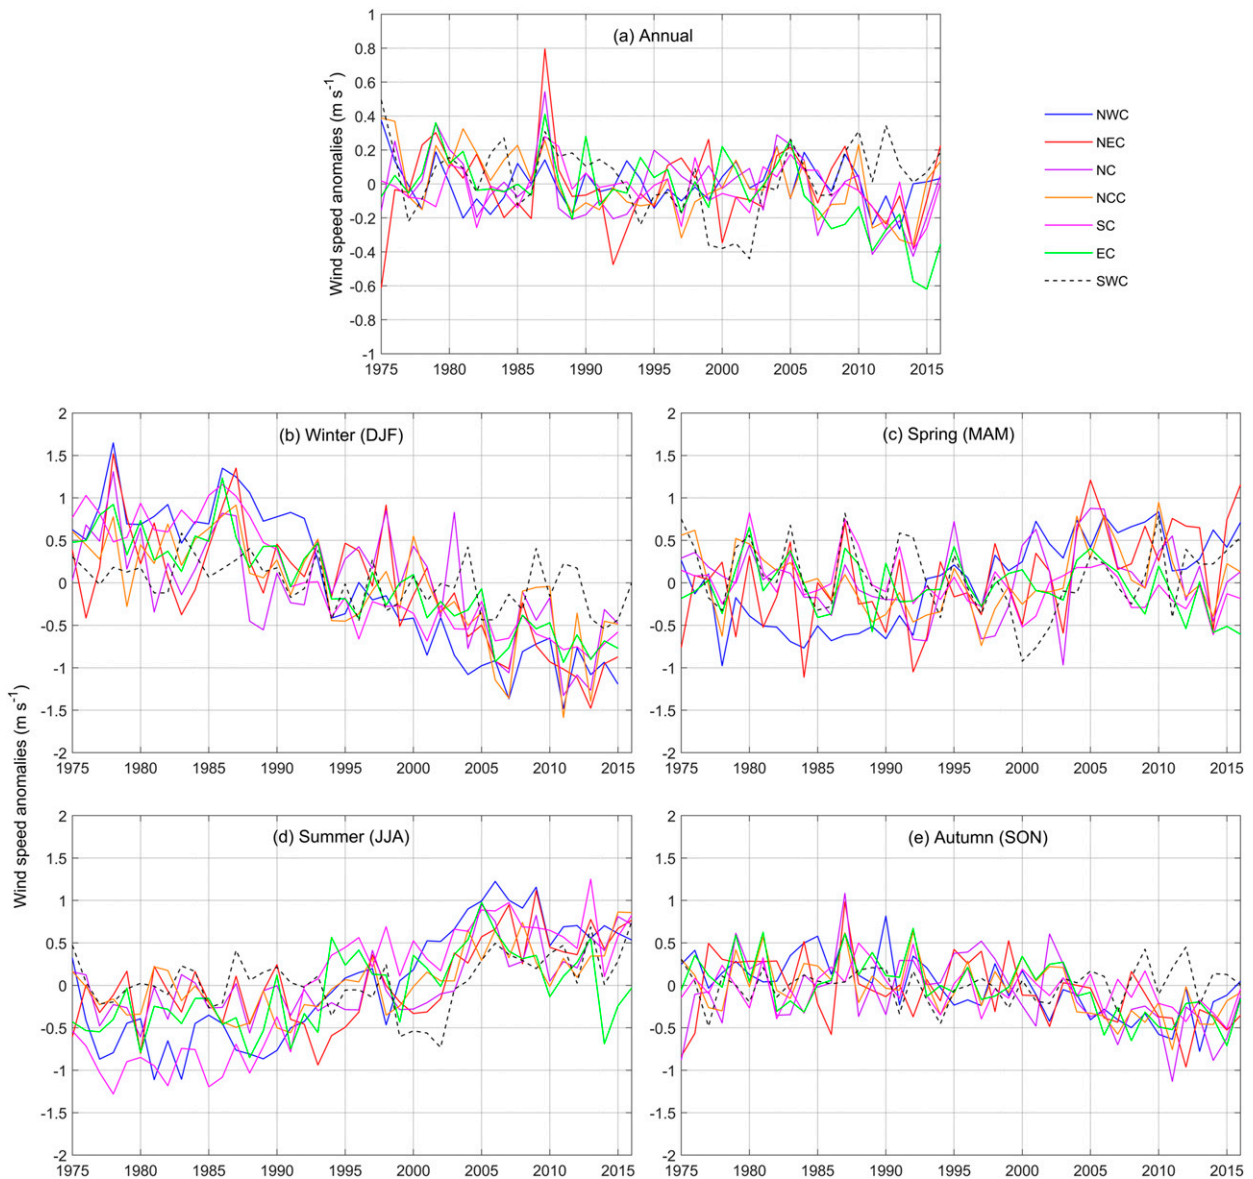 (a) Annual
Wind speed anomalies (m s⁻¹)
1
0.8
0.6
0.4
0.2
0
-0.2
-0.4
-0.6
-0.8
-1
1975 1980 1985 1990 1995 2000 2005 2010 2015
NWC
NEC
NC
NCC
SC
EC
SWC
Wind speed anomalies (m s⁻¹)
(b) Winter (DJF)
2
1.5
1
0.5
0
-0.5
-1
-1.5
-2
1975 1980 1985 1990 1995 2000 2005 2010 2015
(c) Spring (MAM)
2
1.5
1
0.5
0
-0.5
-1
-1.5
-2
1975 1980 1985 1990 1995 2000 2005 2010 2015
(d) Summer (JJA)
2
1.5
1
0.5
0
-0.5
-1
-1.5
-2
1975 1980 1985 1990 1995 2000 2005 2010 2015
(e) Autumn (SON)
2
1.5
1
0.5
0
-0.5
-1
-1.5
-2
1975 1980 1985 1990 1995 2000 2005 2010 2015